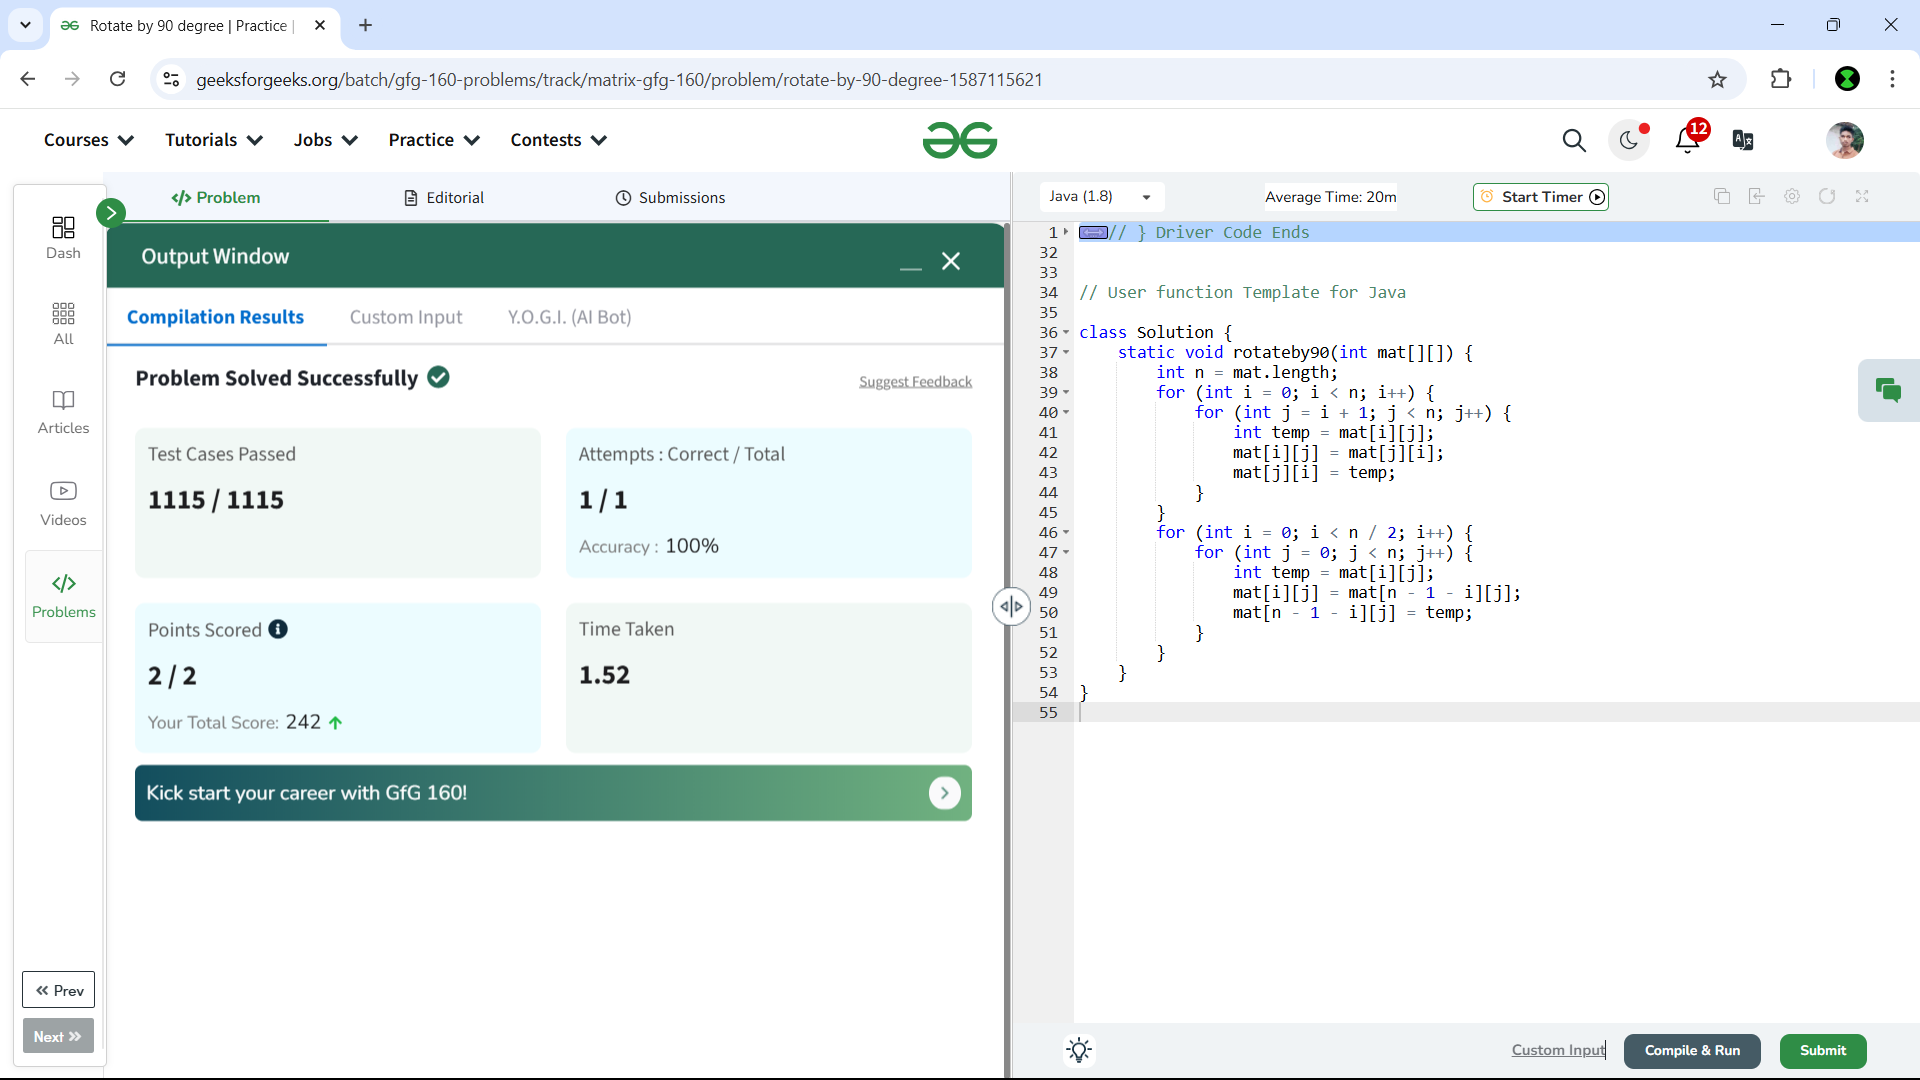 Rotate by 90 degree | Practice |
geeksforgeeks.org/batch/gfg-160-problems/track/matrix-gfg-160/problem/rotate-by-90-degree-1587115621
Courses Tutorials Jobs Practice Contests
12
Dash
All
Articles
Videos
Problems
Prev
Next
Problem Editorial Submissions
Output Window
Compilation Results Custom Input Y.O.G.I. (AI Bot)
Problem Solved Successfully
Suggest Feedback
Test Cases Passed
1115 / 1115
Attempts : Correct / Total
1 / 1
Accuracy : 100%
Points Scored
2 / 2
Your Total Score: 242
Time Taken
1.52
Kick start your career with GfG 160!
Java (1.8) Average Time: 20m Start Timer
1 // } Driver Code Ends
32
33
34 // User function Template for Java
35
36 class Solution {
37 static void rotateby90(int mat[][]) {
38 int n = mat.length;
39 for (int i = 0; i < n; i++) {
40 for (int j = i + 1; j < n; j++) {
41 int temp = mat[i][j];
42 mat[i][j] = mat[j][i];
43 mat[j][i] = temp;
44 }
45 }
46 for (int i = 0; i < n / 2; i++) {
47 for (int j = 0; j < n; j++) {
48 int temp = mat[i][j];
49 mat[i][j] = mat[n - 1 - i][j];
50 mat[n - 1 - i][j] = temp;
51 }
52 }
53 }
54 }
55
Custom Input Compile & Run Submit